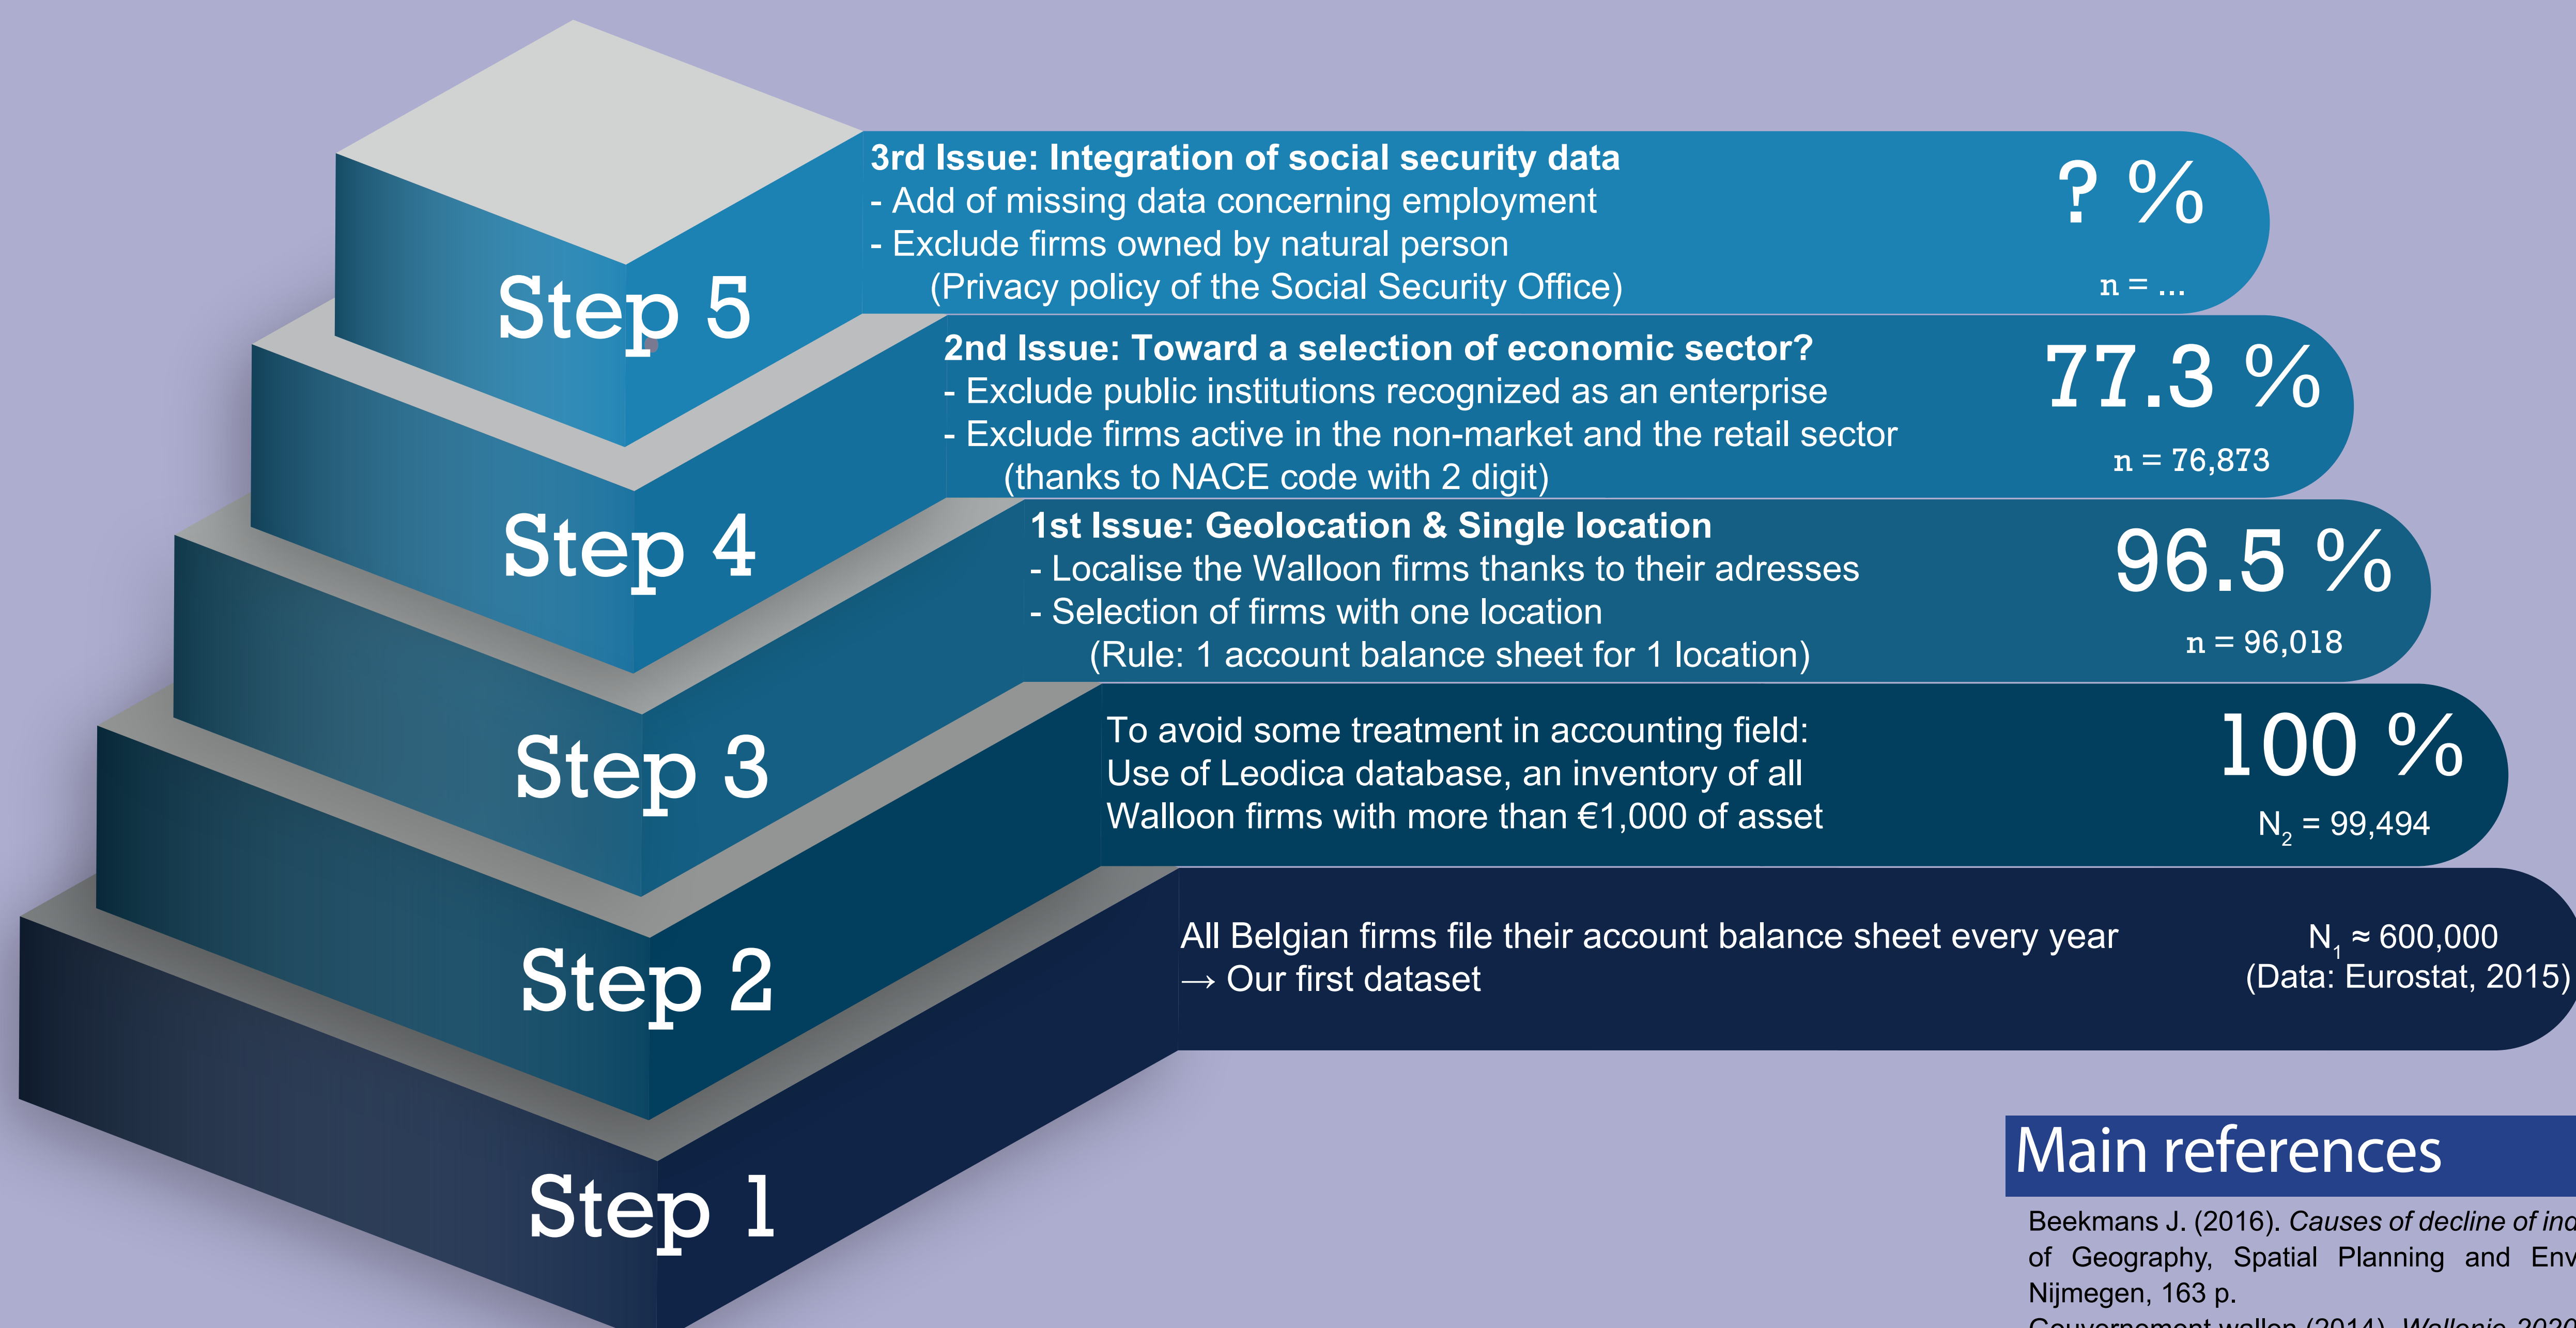 Step 5
3rd Issue: Integration of social security data
- Add of missing data concerning employment
- Exclude firms owned by natural person
(Privacy policy of the Social Security Office)
? %
n = ...
Step 4
2nd Issue: Toward a selection of economic sector?
- Exclude public institutions recognized as an enterprise
- Exclude firms active in the non-market and the retail sector
(thanks to NACE code with 2 digit)
77.3 %
n = 76,873
Step 3
1st Issue: Geolocation & Single location
- Localise the Walloon firms thanks to their adresses
- Selection of firms with one location
(Rule: 1 account balance sheet for 1 location)
96.5 %
n = 96,018
Step 2
To avoid some treatment in accounting field:
Use of Leodica database, an inventory of all
Walloon firms with more than €1,000 of asset
100 %
N₂ = 99,494
Step 1
All Belgian firms file their account balance sheet every year
→ Our first dataset
N₁ ≈ 600,000
(Data: Eurostat, 2015)
Main references
Beekmans J. (2016). Causes of decline of
of Geography, Spatial Planning and
Nijmegen, 163 p.
Gouvernement wallon (2014). Wallonie 2020